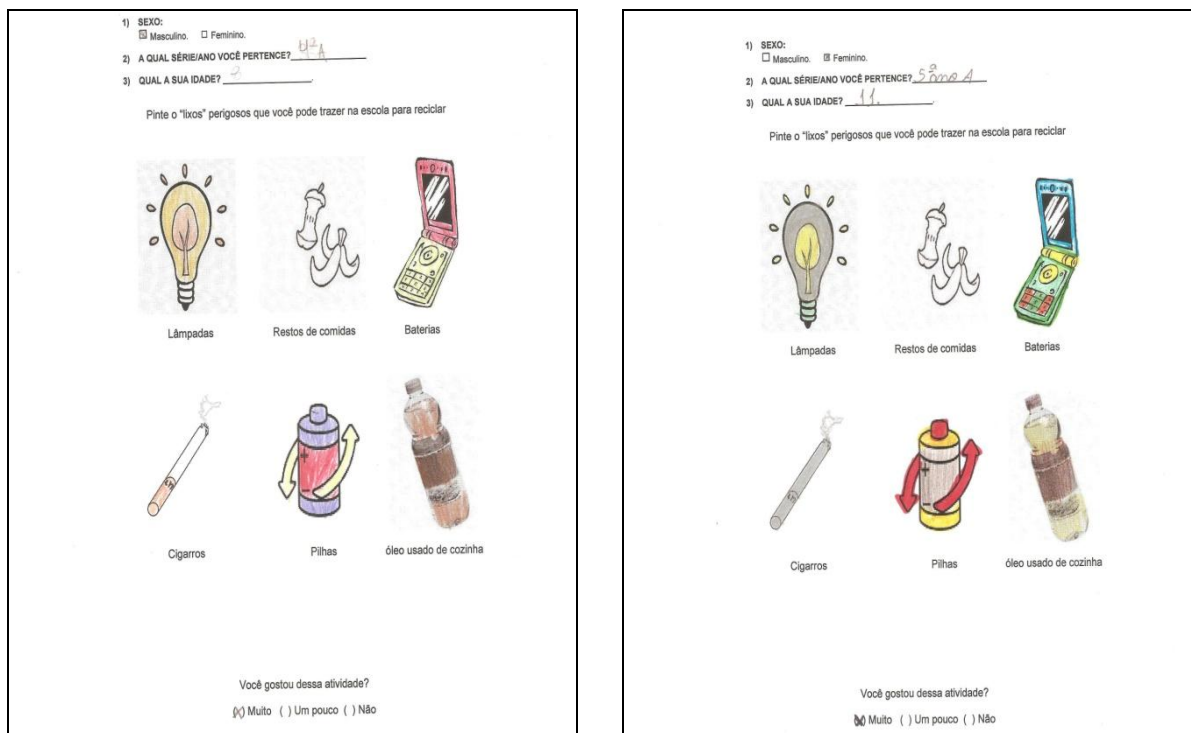 1) SEXO:
☒ Masculino. ☐ Feminino.
2) A QUAL SÉRIE/ANO VOCÊ PERTENCE? 4ª A
3) QUAL A SUA IDADE?
Pinte o “lixos” perigosos que você pode trazer na escola para reciclar
Lâmpadas Restos de comidas Baterias
+
-
Cigarros Pilhas óleo usado de cozinha
Você gostou dessa atividade?
(X) Muito ( ) Um pouco ( ) Não
1) SEXO:
☐ Masculino. ☒ Feminino.
2) A QUAL SÉRIE/ANO VOCÊ PERTENCE? 5º ano A
3) QUAL A SUA IDADE? 11.
Pinte o “lixos” perigosos que você pode trazer na escola para reciclar
Lâmpadas Restos de comidas Baterias
+
-
Cigarros Pilhas óleo usado de cozinha
Você gostou dessa atividade?
(X) Muito ( ) Um pouco ( ) Não